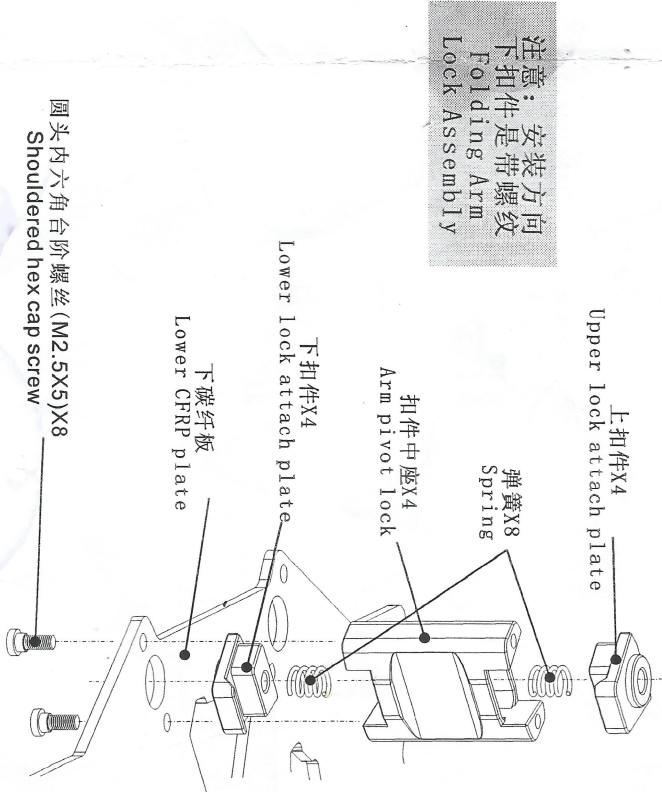 注意：安装方向
下扣件是带螺纹
Folding Arm
Lock Assembly
上扣件X4
Upper lock attach plate
弹簧X8
Spring
扣件中座X4
Arm pivot lock
下扣件X4
Lower lock attach plate
下碳纤板
Lower CFRP plate
圆头内六角台阶螺丝(M2.5X5)X8
Shouldered hex cap screw